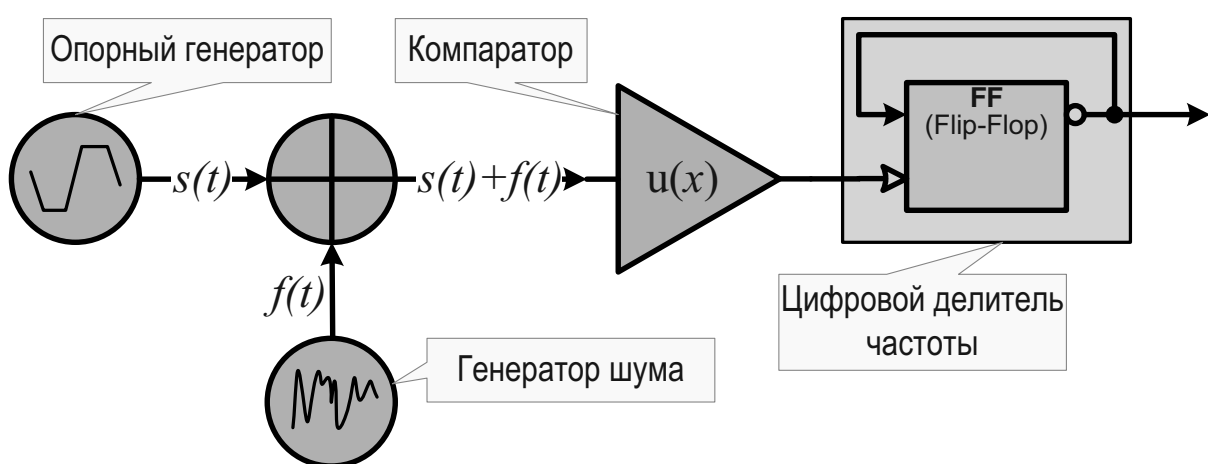 Опорный генератор
Компаратор
FF
(Flip-Flop)
s(t)
s(t)+f(t)
u(x)
f(t)
Цифровой делитель
частоты
Генератор шума